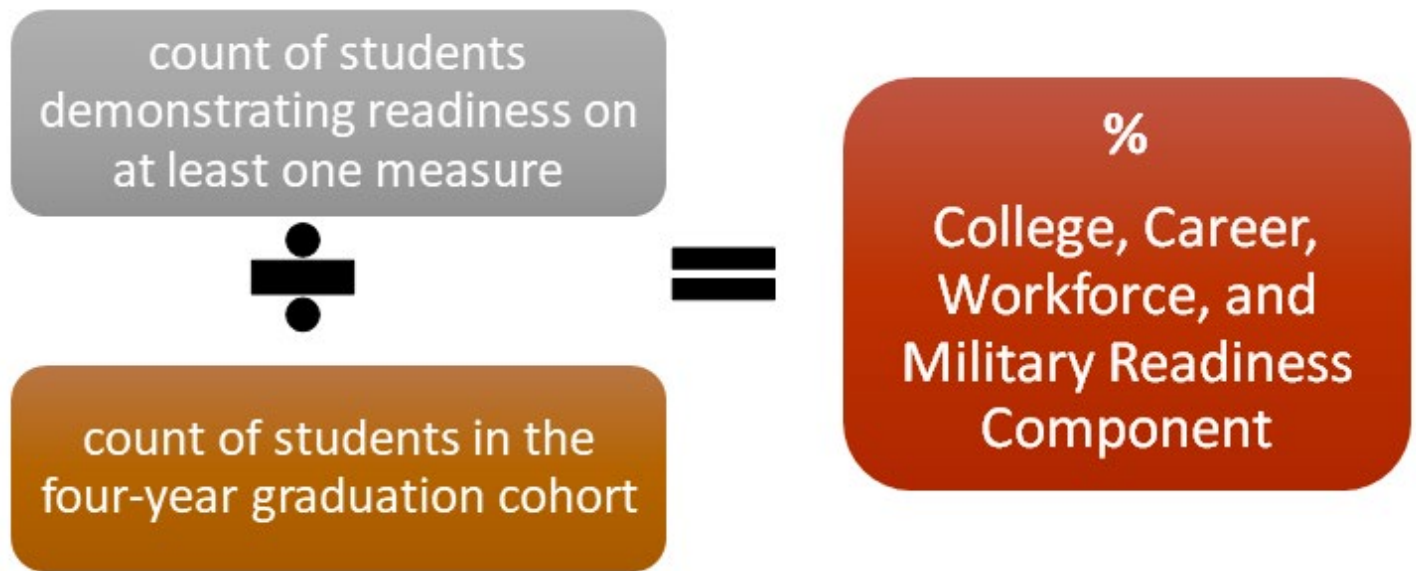 count of students
demonstrating readiness on
at least one measure
÷
=
%
College, Career,
Workforce, and
Military Readiness
Component
count of students in the
four-year graduation cohort